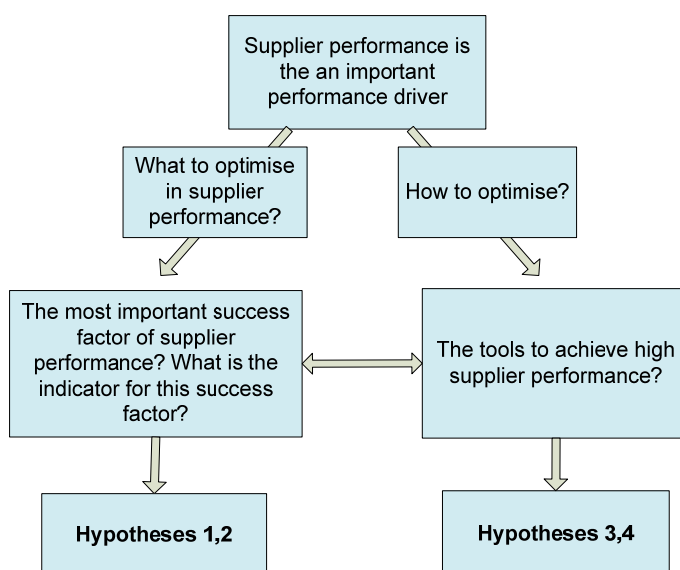 Supplier performance is
the an important
performance driver
What to optimise
in supplier
performance?
How to optimise?
The most important success
factor of supplier
performance? What is the
indicator for this success
factor?
The tools to achieve high
supplier performance?
Hypotheses 1,2
Hypotheses 3,4